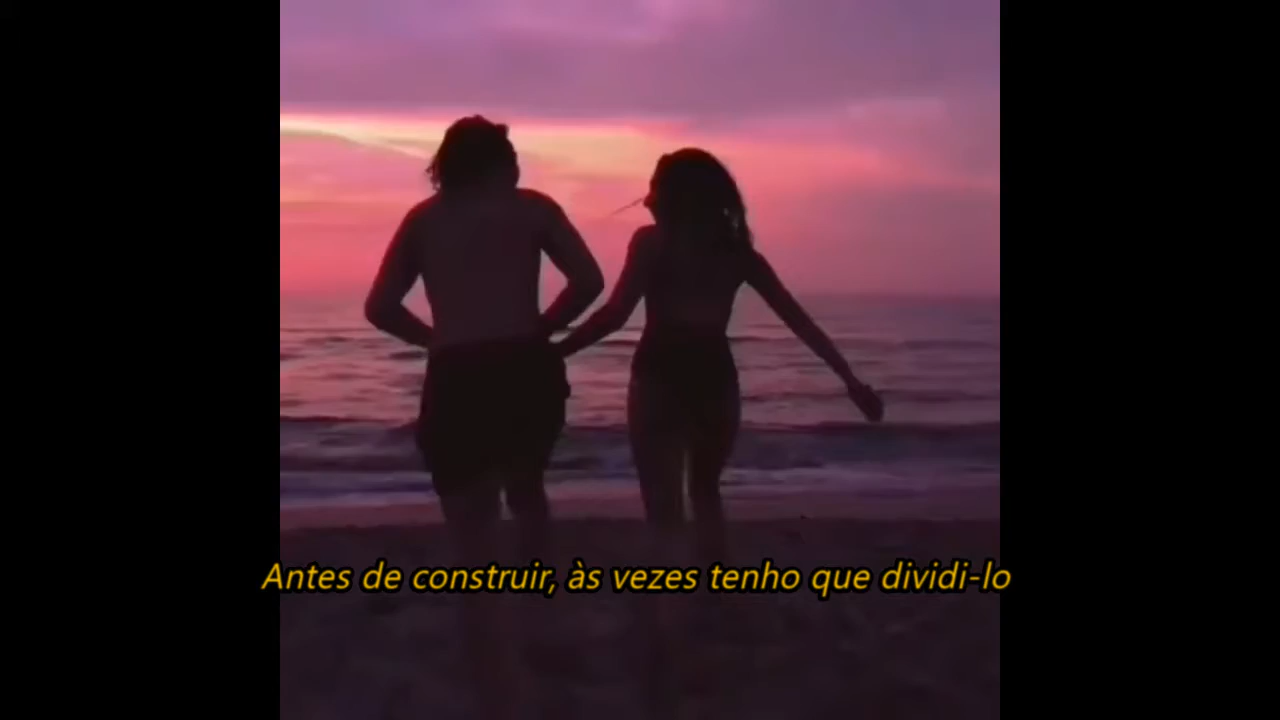 Antes de construir, às vezes tenho que dividi-lo